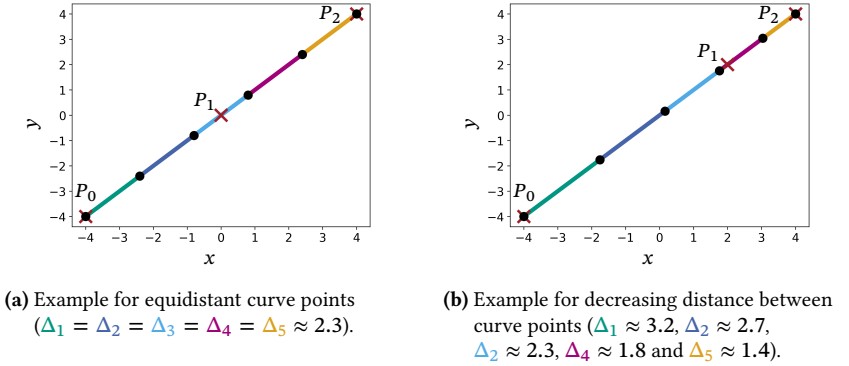 4
3
2
1
0
−1
−2
−3
−4
y
P₀
P₁
P₂
−4 −3 −2 −1 0 1 2 3 4
x
(a) Example for equidistant curve points
(Δ₁ = Δ₂ = Δ₃ = Δ₄ = Δ₅ ≈ 2.3).
4
3
2
1
0
−1
−2
−3
−4
y
P₀
P₁
P₂
−4 −3 −2 −1 0 1 2 3 4
x
(b) Example for decreasing distance between
curve points (Δ₁ ≈ 3.2, Δ₂ ≈ 2.7,
Δ₂ ≈ 2.3, Δ₄ ≈ 1.8 and Δ₅ ≈ 1.4).